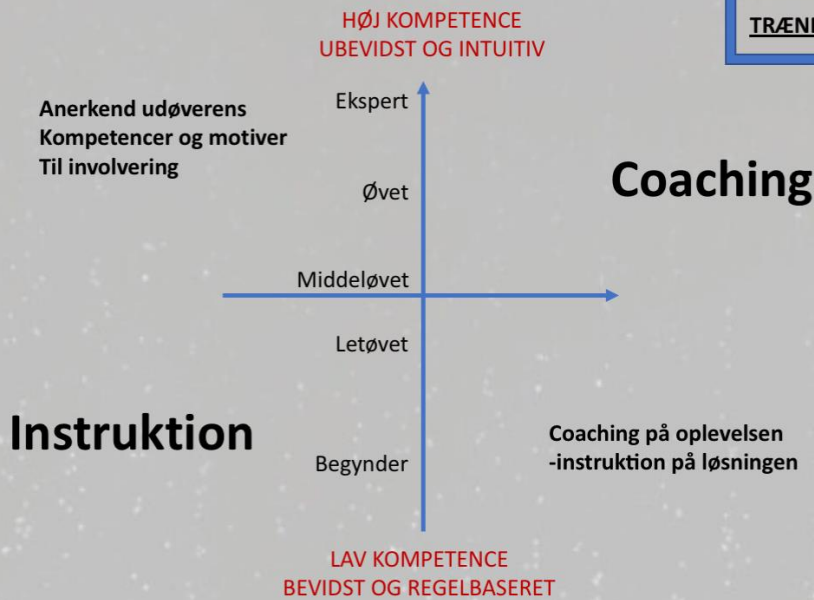 HØJ KOMPETENCE
UBEVIDST OG INTUITIV
Anerkend udøverens
Kompetencer og motiver
Til involvering
Ekspert
Øvet
Middeløvet
Letøvet
Begynder
Coaching
Instruktion
Coaching på oplevelsen
-instruktion på løsningen
LAV KOMPETENCE
BEVIDST OG REGELBASERET